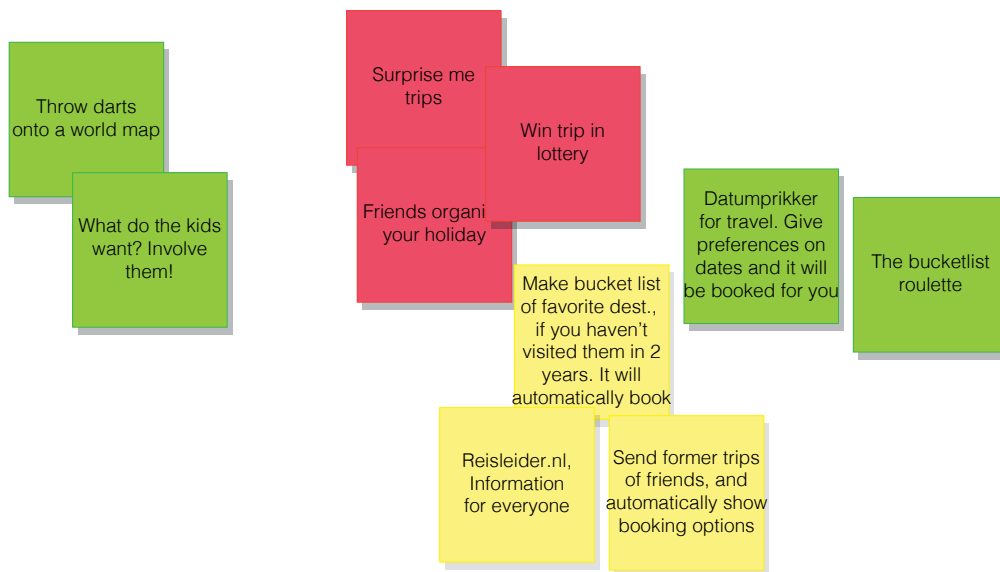 Throw darts
onto a world map
What do the kids
want? Involve
them!
Surprise me
trips
Win trip in
lottery
Friends organi
your holiday
Datumprikker
for travel. Give
preferences on
dates and it will
be booked for you
The bucketlist
roulette
Make bucket list
of favorite dest.,
if you haven’t
visited them in 2
years. It will
automatically book
Reisleider.nl,
Information
for everyone
Send former trips
of friends, and
automatically show
booking options